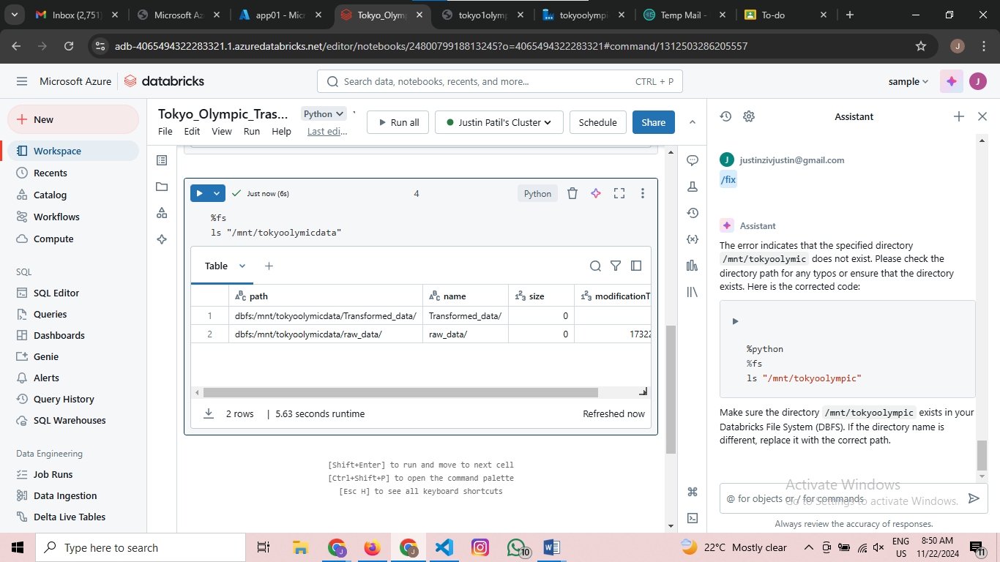 Inbox (2,751)
Microsoft Az
app01 - Micr
Tokyo_Olymp
tokyo1olymp
tokyoolympi
Temp Mail -
To-do
adb-4065494322283321.1.azuredatabricks.net/editor/notebooks/2480079918813245?o=4065494322283321#command/1312503286205557
J
Microsoft Azure
databricks
Search data, notebooks, recents, and more...
CTRL + P
sample
J
New
Workspace
Recents
Catalog
Workflows
Compute
SQL
SQL Editor
Queries
Dashboards
Genie
Alerts
Query History
SQL Warehouses
Data Engineering
Job Runs
Data Ingestion
Delta Live Tables
Tokyo_Olympic_Tras...
Python
File Edit View Run Help Last edi...
Run all
Justin Patil's Cluster
Schedule
Share
Just now (6s)
4
Python
%fs
ls "/mnt/tokyoolymicdata"
Table
path name size modificationT
1 dbfs:/mnt/tokyoolymicdata/Transformed_data/ Transformed_data/ 0
2 dbfs:/mnt/tokyoolymicdata/raw_data/ raw_data/ 0 17322
2 rows | 5.63 seconds runtime
Refreshed now
[Shift+Enter] to run and move to next cell
[Ctrl+Shift+P] to open the command palette
[Esc H] to see all keyboard shortcuts
Assistant
J justinzivjustin@gmail.com
/fix
Assistant
The error indicates that the specified directory
/mnt/tokyoolymic does not exist. Please check the
directory path for any typos or ensure that the directory
exists. Here is the corrected code:
%python
%fs
ls "/mnt/tokyoolympic"
Make sure the directory /mnt/tokyoolympic exists in your
Databricks File System (DBFS). If the directory name is
different, replace it with the correct path.
Activate Windows
Go to Settings to activate Windows.
@ for objects or / for commands
Always review the accuracy of responses.
Type here to search
10
22°C Mostly clear
ENG
US
8:50 AM
11/22/2024
11